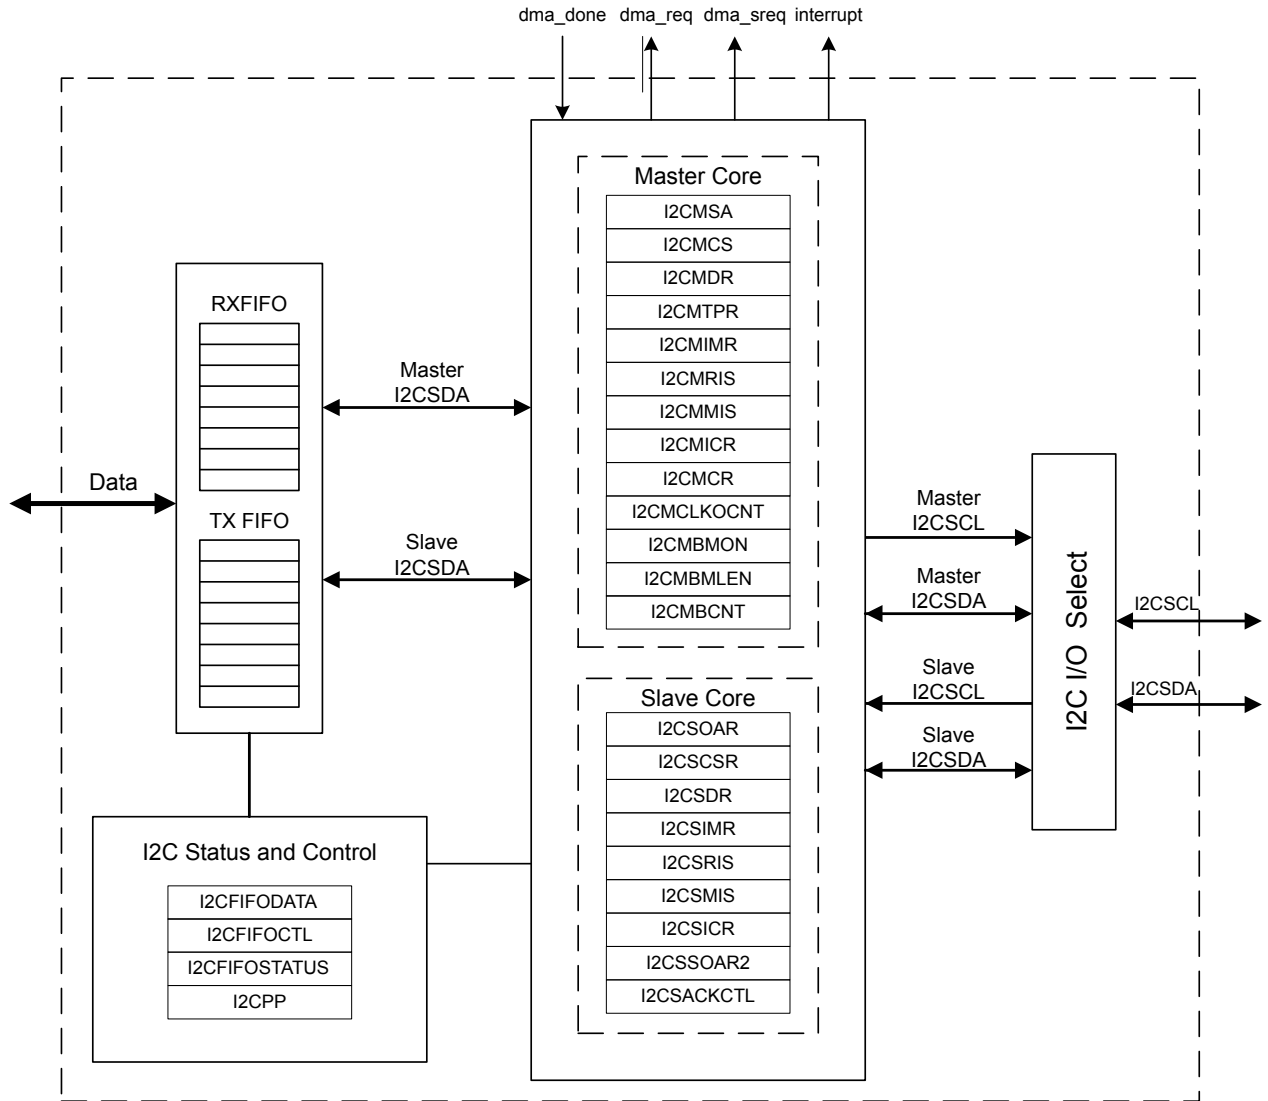 dma_done dma_req dma_sreq interrupt
Master Core
I2CMSA
I2CMCS
I2CMDR
I2CMTPR
I2CMIMR
I2CMRIS
I2CMMIS
I2CMICR
I2CMCR
I2CMCLKOCNT
I2CMBMON
I2CMBMLEN
I2CMBCNT
RXFIFO
TX FIFO
Data
Master
I2CSDA
Slave
I2CSDA
Slave Core
I2CSOAR
I2CSCSR
I2CSDR
I2CSIMR
I2CSRIS
I2CSMIS
I2CSICR
I2CSSOAR2
I2CSACKCTL
I2C Status and Control
I2CFIFODATA
I2CFIFOCTL
I2CFIFOSTATUS
I2CPP
Master
I2CSCL
Master
I2CSDA
Slave
I2CSCL
Slave
I2CSDA
I2C I/O Select
I2CSCL
I2CSDA